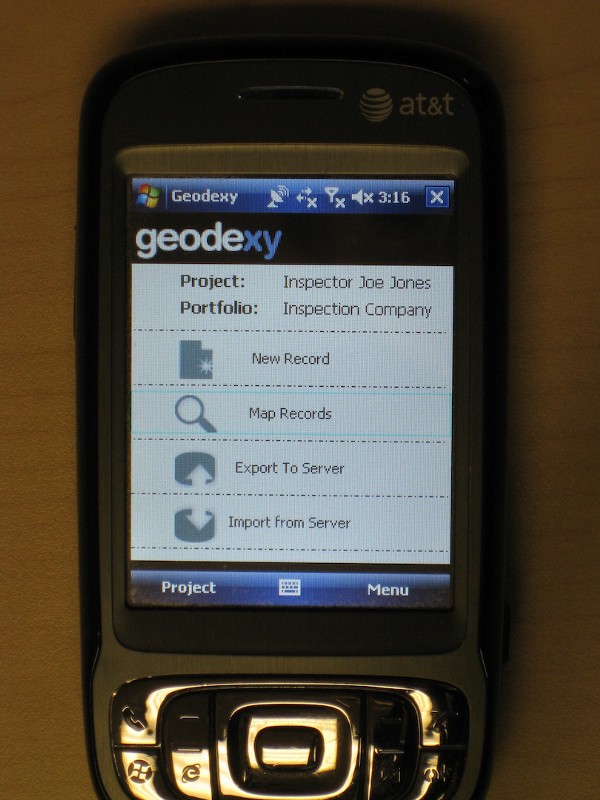 at&t
Geodexy 3:16
geodexy
Project: Inspector Joe Jones
Portfolio: Inspection Company
New Record
Map Records
Export To Server
Import from Server
Project Menu